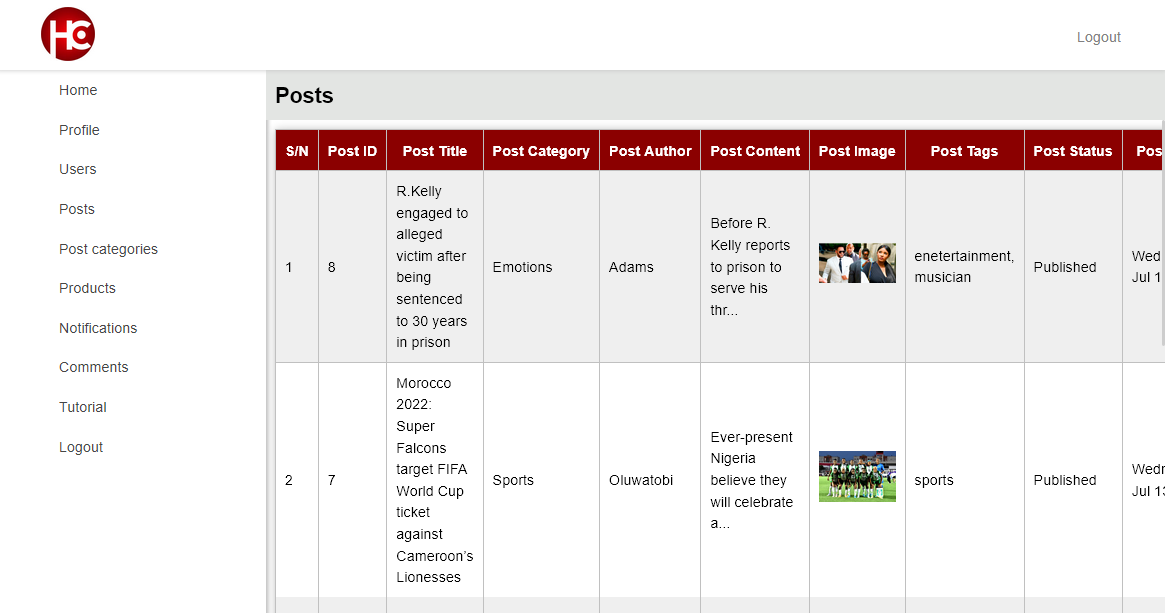 HC
Logout
Home
Profile
Users
Posts
Post categories
Products
Notifications
Comments
Tutorial
Logout
Posts
S/N Post ID Post Title Post Category Post Author Post Content Post Image Post Tags Post Status Pos
1
8
R.Kelly
engaged to
alleged
victim after
being
sentenced
to 30 years
in prison
Emotions
Adams
Before R.
Kelly reports
to prison to
serve his
thr...
enetertainment,
musician
Published
Wed
Jul 1
2
7
Morocco
2022:
Super
Falcons
target FIFA
World Cup
ticket
against
Cameroon’s
Lionesses
Sports
Oluwatobi
Ever-present
Nigeria
believe they
will celebrate
a...
sports
Published
Wedn
Jul 13